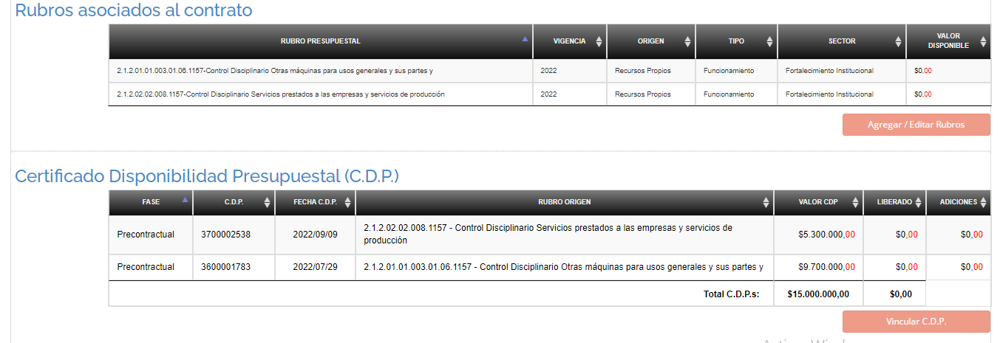 Rubros asociados al contrato
RUBRO PRESUPUESTAL VIGENCIA ORIGEN TIPO SECTOR VALOR DISPONIBLE
2.1.2.01.01.003.01.06.1157-Control Disciplinario Otras máquinas para usos generales y sus partes y 2022 Recursos Propios Funcionamiento Fortalecimiento Institucional $0,00
2.1.2.02.02.008.1157-Control Disciplinario Servicios prestados a las empresas y servicios de producción 2022 Recursos Propios Funcionamiento Fortalecimiento Institucional $0,00
Agregar / Editar Rubros
Certificado Disponibilidad Presupuestal (C.D.P.)
FASE C.D.P. FECHA C.D.P. RUBRO ORIGEN VALOR CDP LIBERADO ADICIONES
Precontractual 3700002538 2022/09/09 2.1.2.02.02.008.1157 - Control Disciplinario Servicios prestados a las empresas y servicios de producción $5.300.000,00 $0,00 $0,00
Precontractual 3600001783 2022/07/29 2.1.2.01.01.003.01.06.1157 - Control Disciplinario Otras máquinas para usos generales y sus partes y $9.700.000,00 $0,00 $0,00
Total C.D.P.s: $15.000.000,00 $0,00
Vincular C.D.P.